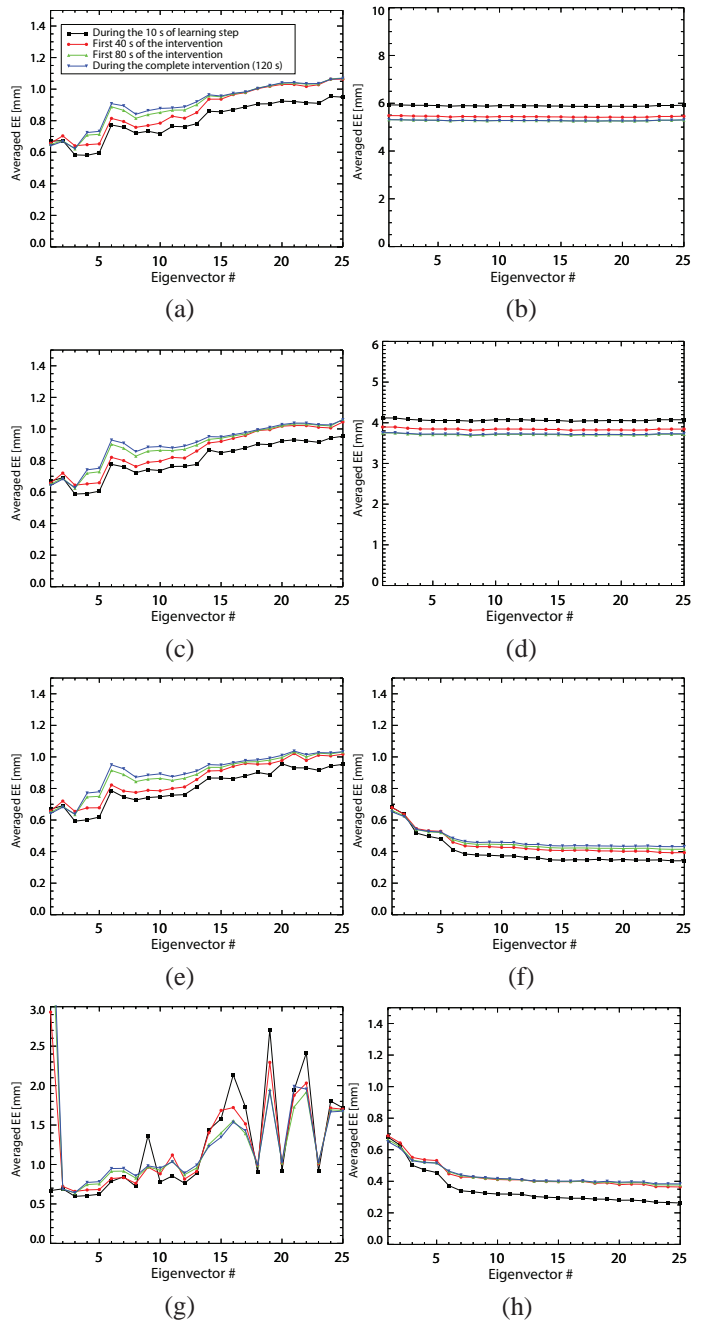 1.5
1.4
1.2
1.0
0.8
0.6
0.4
0.2
0.0
Averaged EE [mm]
During the 10 s of learning step
First 40 s of the intervention
First 80 s of the intervention
During the complete intervention (120 s)
5 10 15 20 25
Eigenvector #
(a)
10
8
6
4
2
0
Averaged EE [mm]
5 10 15 20 25
Eigenvector #
(b)
1.4
1.2
1.0
0.8
0.6
0.4
0.2
0.0
Averaged EE [mm]
5 10 15 20 25
Eigenvector #
(c)
6
5
4
3
2
1
0
Averaged EE [mm]
5 10 15 20 25
Eigenvector #
(d)
1.4
1.2
1.0
0.8
0.6
0.4
0.2
0.0
Averaged EE [mm]
5 10 15 20 25
Eigenvector #
(e)
1.4
1.2
1.0
0.8
0.6
0.4
0.2
0.0
Averaged EE [mm]
5 10 15 20 25
Eigenvector #
(f)
3.0
2.5
2.0
1.5
1.0
0.5
0.0
Averaged EE [mm]
5 10 15 20 25
Eigenvector #
(g)
1.4
1.2
1.0
0.8
0.6
0.4
0.2
0.0
Averaged EE [mm]
5 10 15 20 25
Eigenvector #
(h)